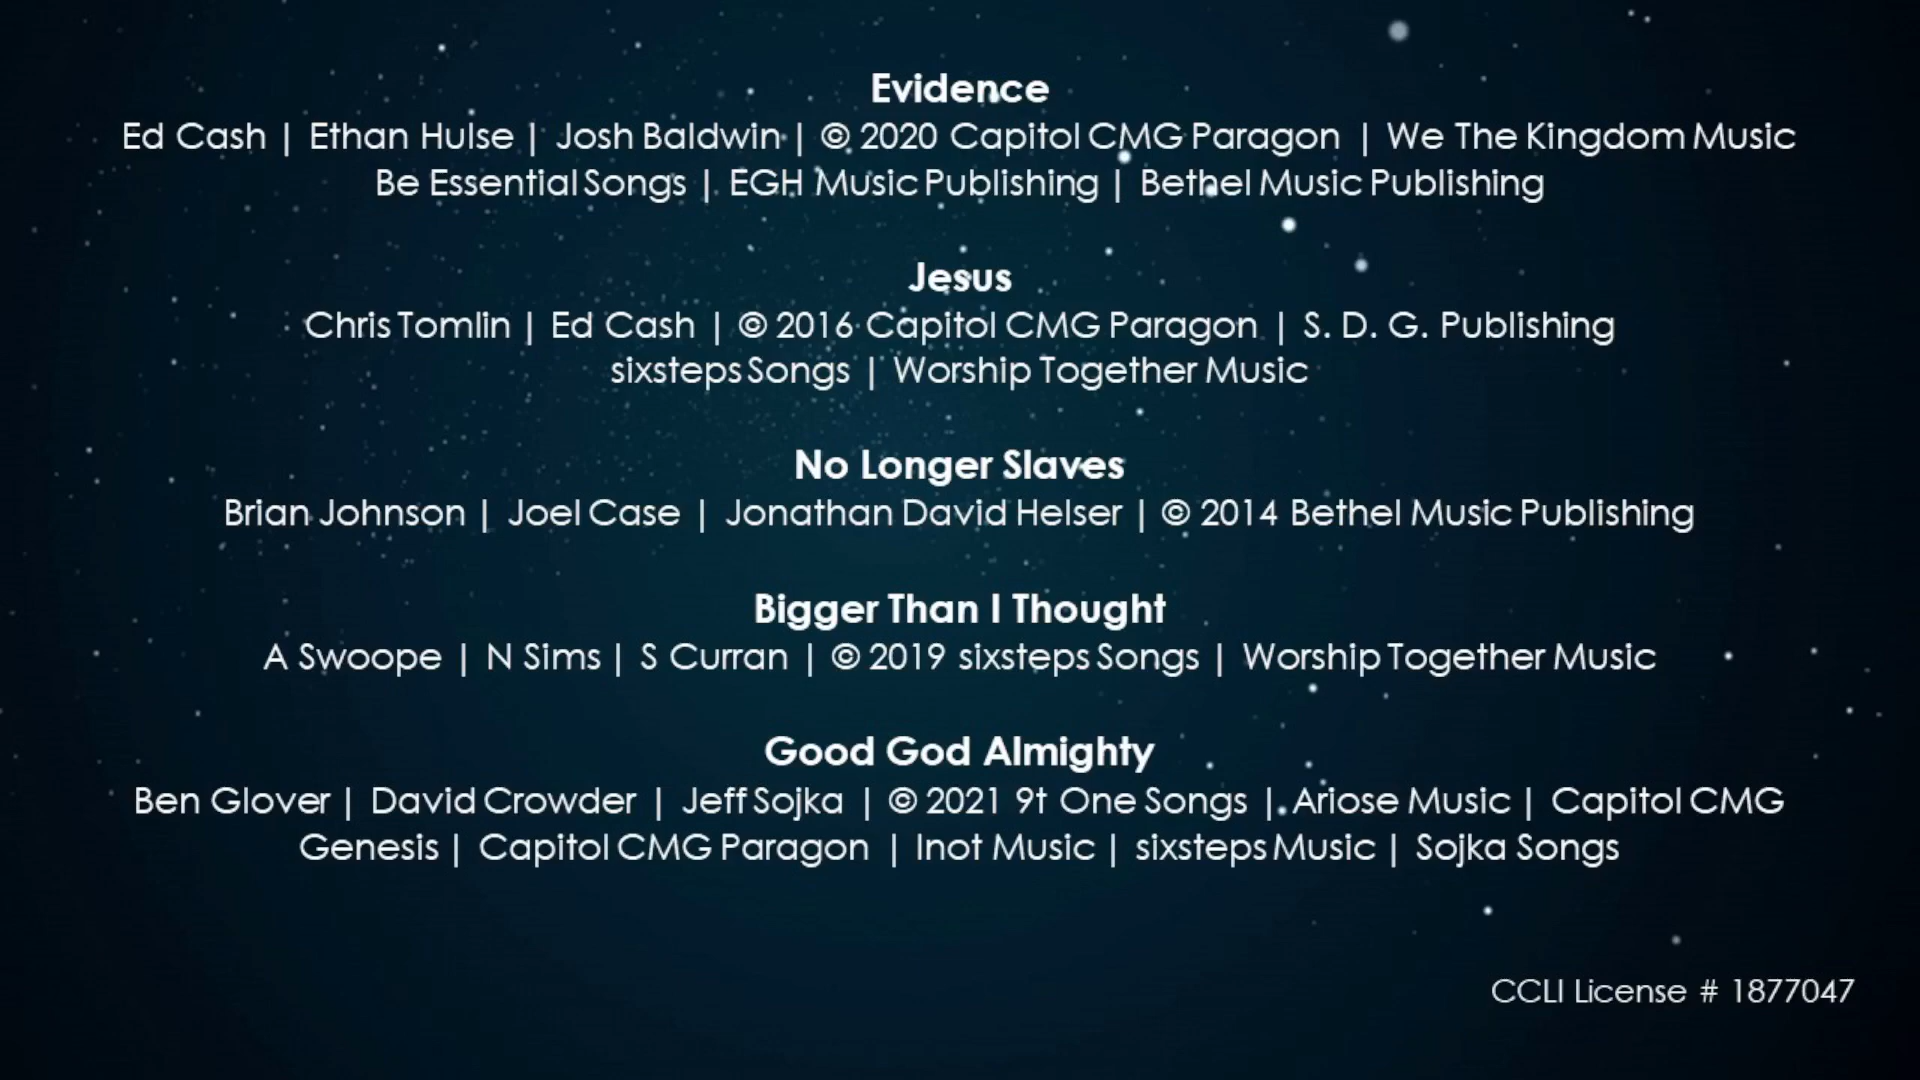 Evidence
Ed Cash | Ethan Hulse | Josh Baldwin | © 2020 Capitol CMG Paragon | We The Kingdom Music
Be Essential Songs | EGH Music Publishing | Bethel Music Publishing
Jesus
Chris Tomlin | Ed Cash | © 2016 Capitol CMG Paragon | S. D. G. Publishing
sixsteps Songs | Worship Together Music
No Longer Slaves
Brian Johnson | Joel Case | Jonathan David Helser | © 2014 Bethel Music Publishing
Bigger Than I Thought
A Swoope | N Sims | S Curran | © 2019 sixsteps Songs | Worship Together Music
Good God Almighty
Ben Glover | David Crowder | Jeff Sojka | © 2021 9t One Songs | Ariose Music | Capitol CMG
Genesis | Capitol CMG Paragon | Inot Music | sixsteps Music | Sojka Songs
CCLI License # 1877047